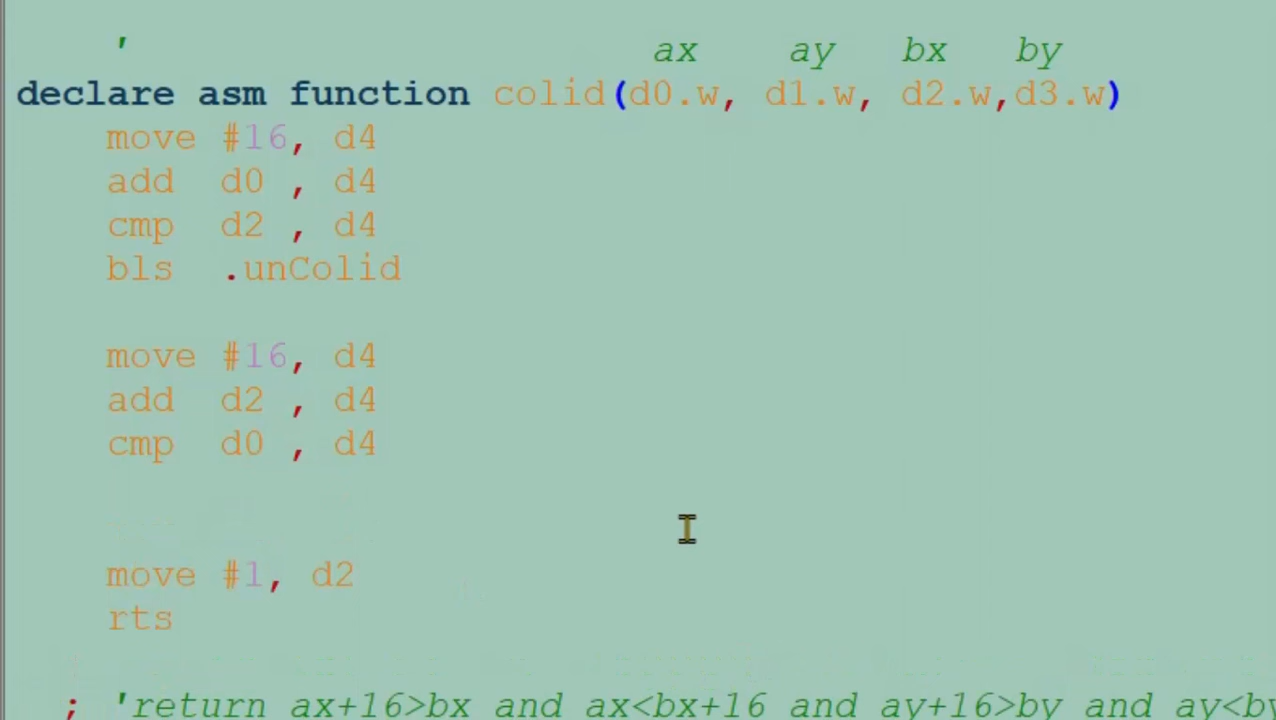 ' ax ay bx by
declare asm function colid(d0.w, d1.w, d2.w,d3.w)
move #16, d4
add d0 , d4
cmp d2 , d4
bls .unColid
move #16, d4
add d2 , d4
cmp d0 , d4
move #1, d2
rts
; 'return ax+16>bx and ax<bx+16 and ay+16>by and ay<by